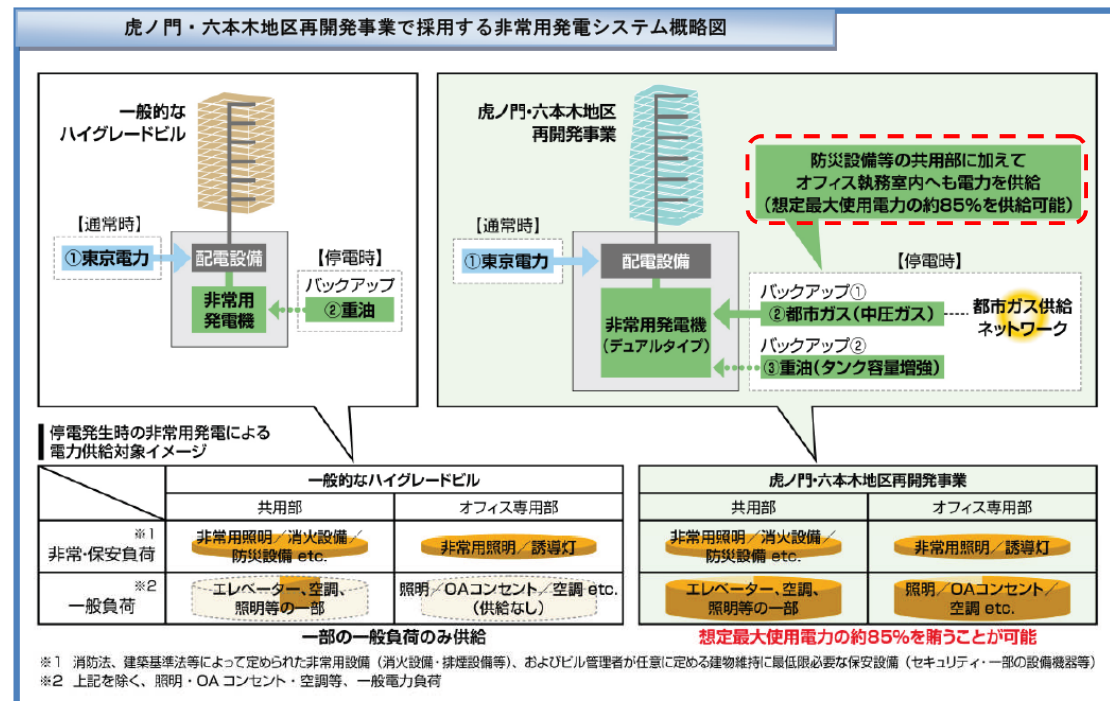 虎ノ門・六本木地区再開発事業で採用する非常用発電システム概略図
一般的な
ハイグレードビル
【通常時】
①東京電力
配電設備
非常用
発電機
【停電時】
バックアップ
②重油
虎ノ門・六本木地区
再開発事業
防災設備等の共用部に加えて
オフィス執務室内へも電力を供給
(想定最大使用電力の約85%を供給可能)
【通常時】
①東京電力
配電設備
非常用発電機
(デュアルタイプ)
【停電時】
バックアップ①
②都市ガス(中圧ガス)
都市ガス供給
ネットワーク
バックアップ②
③重油(タンク容量増強)
停電発生時の非常用発電による
電力供給対象イメージ
一般的なハイグレードビル
共用部
オフィス専用部
虎ノ門・六本木地区再開発事業
共用部
オフィス専用部
※1
非常・保安負荷
非常用照明/消火設備/
防災設備 etc.
非常用照明/誘導灯
非常用照明/消火設備/
防災設備 etc.
非常用照明/誘導灯
※2
一般負荷
エレベーター、空調、
照明等の一部
照明/OAコンセント/空調 etc.
(供給なし)
エレベーター、空調、
照明等の一部
照明/OAコンセント/
空調 etc.
一部の一般負荷のみ供給
想定最大使用電力の約85%を賄うことが可能
※1 消防法、建築基準法等によって定められた非常用設備(消火設備・排煙設備等)、およびビル管理者が任意に定める建物維持に最低限必要な保安設備(セキュリティ・一部の設備機器等)
※2 上記を除く、照明・OAコンセント・空調等、一般電力負荷